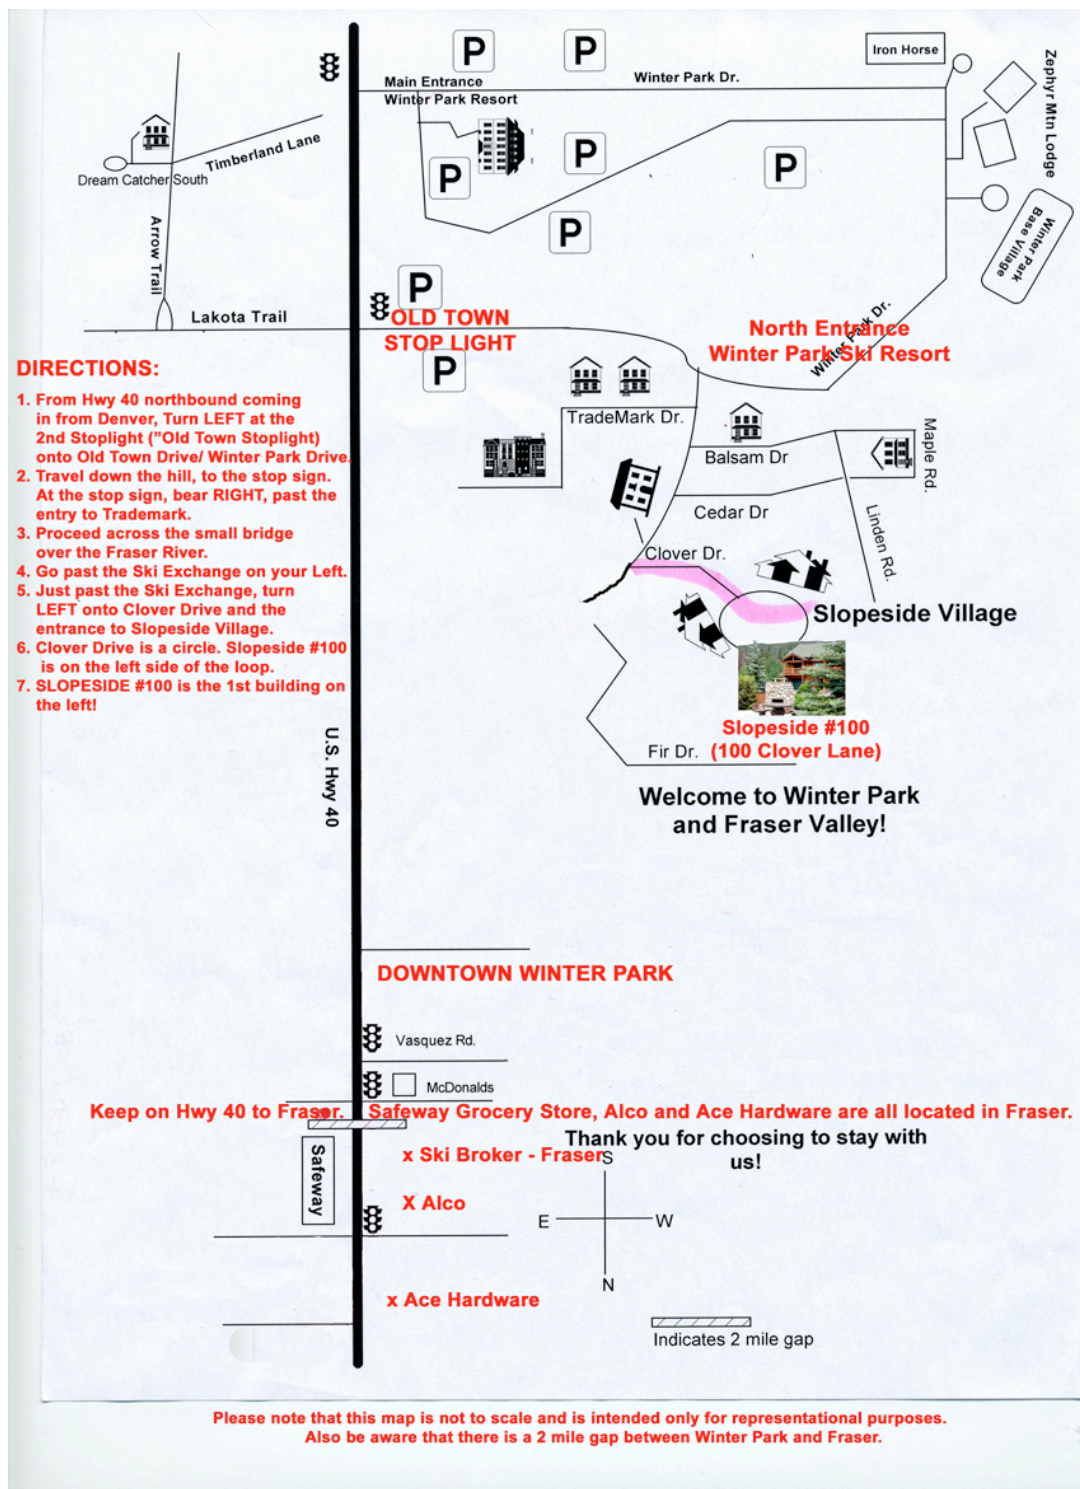 P
P
Iron Horse
Zephyr Mtn Lodge
Main Entrance
Winter Park Resort
Winter Park Dr.
P
P
P
Timberland Lane
Dream Catcher South
Arrow Trail
P
Winter Park
Base Village
P
Lakota Trail
OLD TOWN
STOP LIGHT
Winter Park Dr.
North Entrance
Winter Park Ski Resort
P
DIRECTIONS:
1. From Hwy 40 northbound coming
in from Denver, Turn LEFT at the
2nd Stoplight ("Old Town Stoplight)
onto Old Town Drive/ Winter Park Drive.
2. Travel down the hill, to the stop sign.
At the stop sign, bear RIGHT, past the
entry to Trademark.
3. Proceed across the small bridge
over the Fraser River.
4. Go past the Ski Exchange on your Left.
5. Just past the Ski Exchange, turn
LEFT onto Clover Drive and the
entrance to Slopeside Village.
6. Clover Drive is a circle. Slopeside #100
is on the left side of the loop.
7. SLOPESIDE #100 is the 1st building on
the left!
TradeMark Dr.
Balsam Dr
Maple Rd.
Cedar Dr
Linden Rd.
Clover Dr.
Slopeside Village
Slopeside #100
(100 Clover Lane)
Fir Dr.
U.S. Hwy 40
Welcome to Winter Park
and Fraser Valley!
DOWNTOWN WINTER PARK
Vasquez Rd.
McDonalds
Keep on Hwy 40 to Fraser. Safeway Grocery Store, Alco and Ace Hardware are all located in Fraser.
Thank you for choosing to stay with
us!
Safeway
x Ski Broker - Fraser
X Alco
S
E
W
N
x Ace Hardware
Indicates 2 mile gap
Please note that this map is not to scale and is intended only for representational purposes.
Also be aware that there is a 2 mile gap between Winter Park and Fraser.